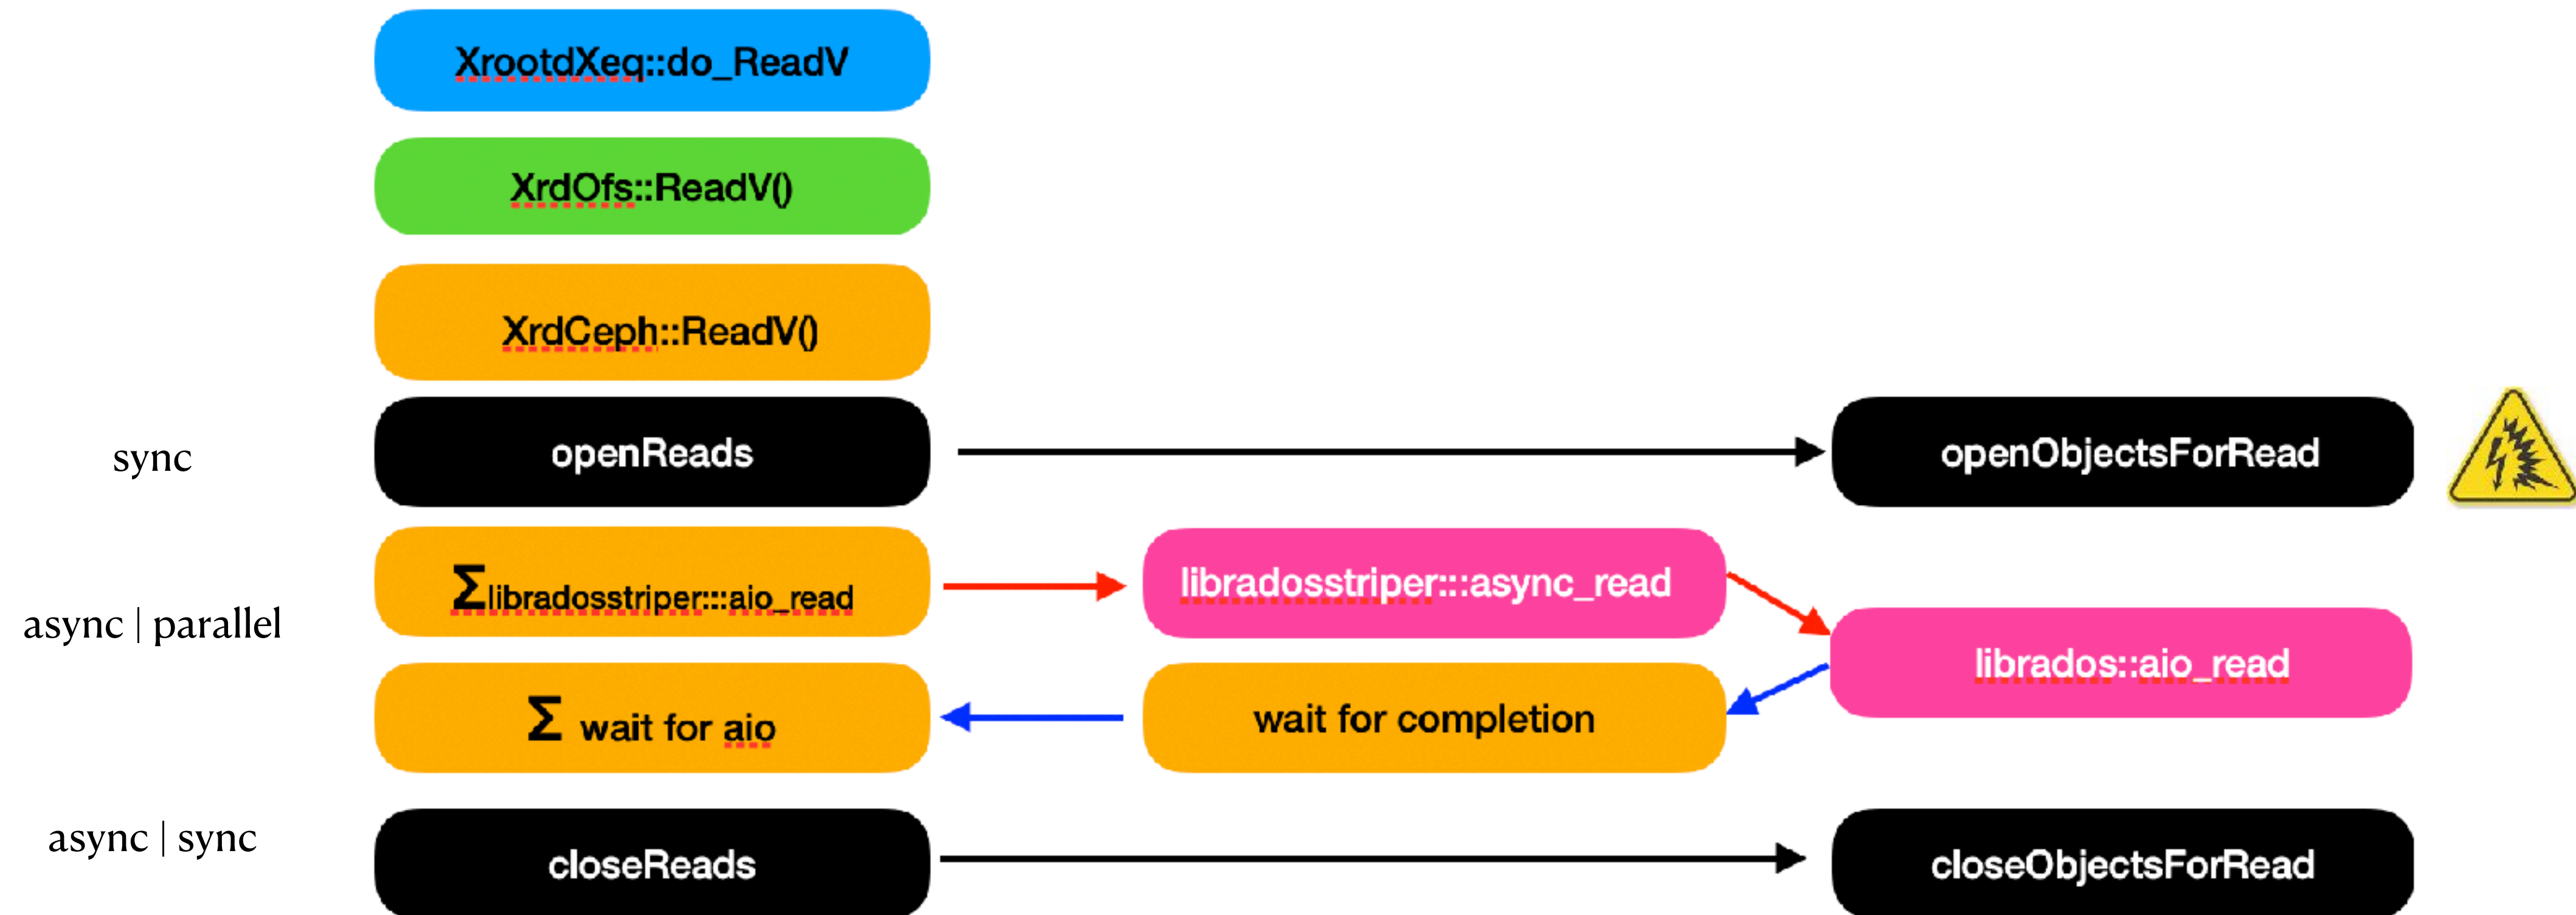 XrootdXeq::do_ReadV
XrdOfs::ReadV()
XrdCeph::ReadV()
sync
openReads
openObjectsForRead
async | parallel
Σlibradosstriper:::aio_read
libradosstriper:::async_read
librados::aio_read
Σ wait for aio
wait for completion
async | sync
closeReads
closeObjectsForRead